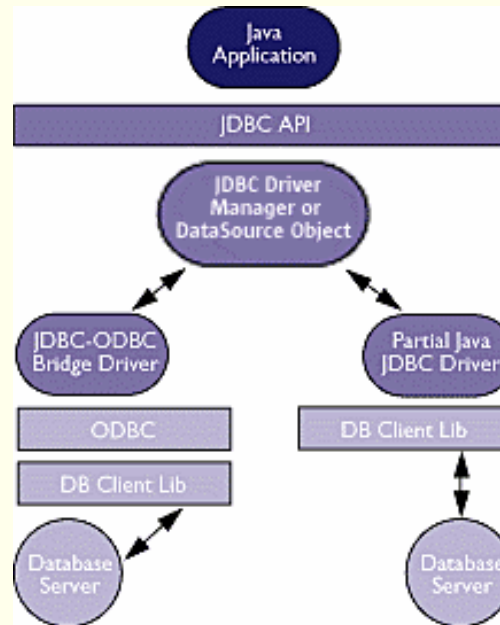 Java
Application
JDBC API
JDBC Driver
Manager or
DataSource Object
JDBC-ODBC
Bridge Driver
Partial Java
JDBC Driver
ODBC
DB Client Lib
DB Client Lib
Database
Server
Database
Server